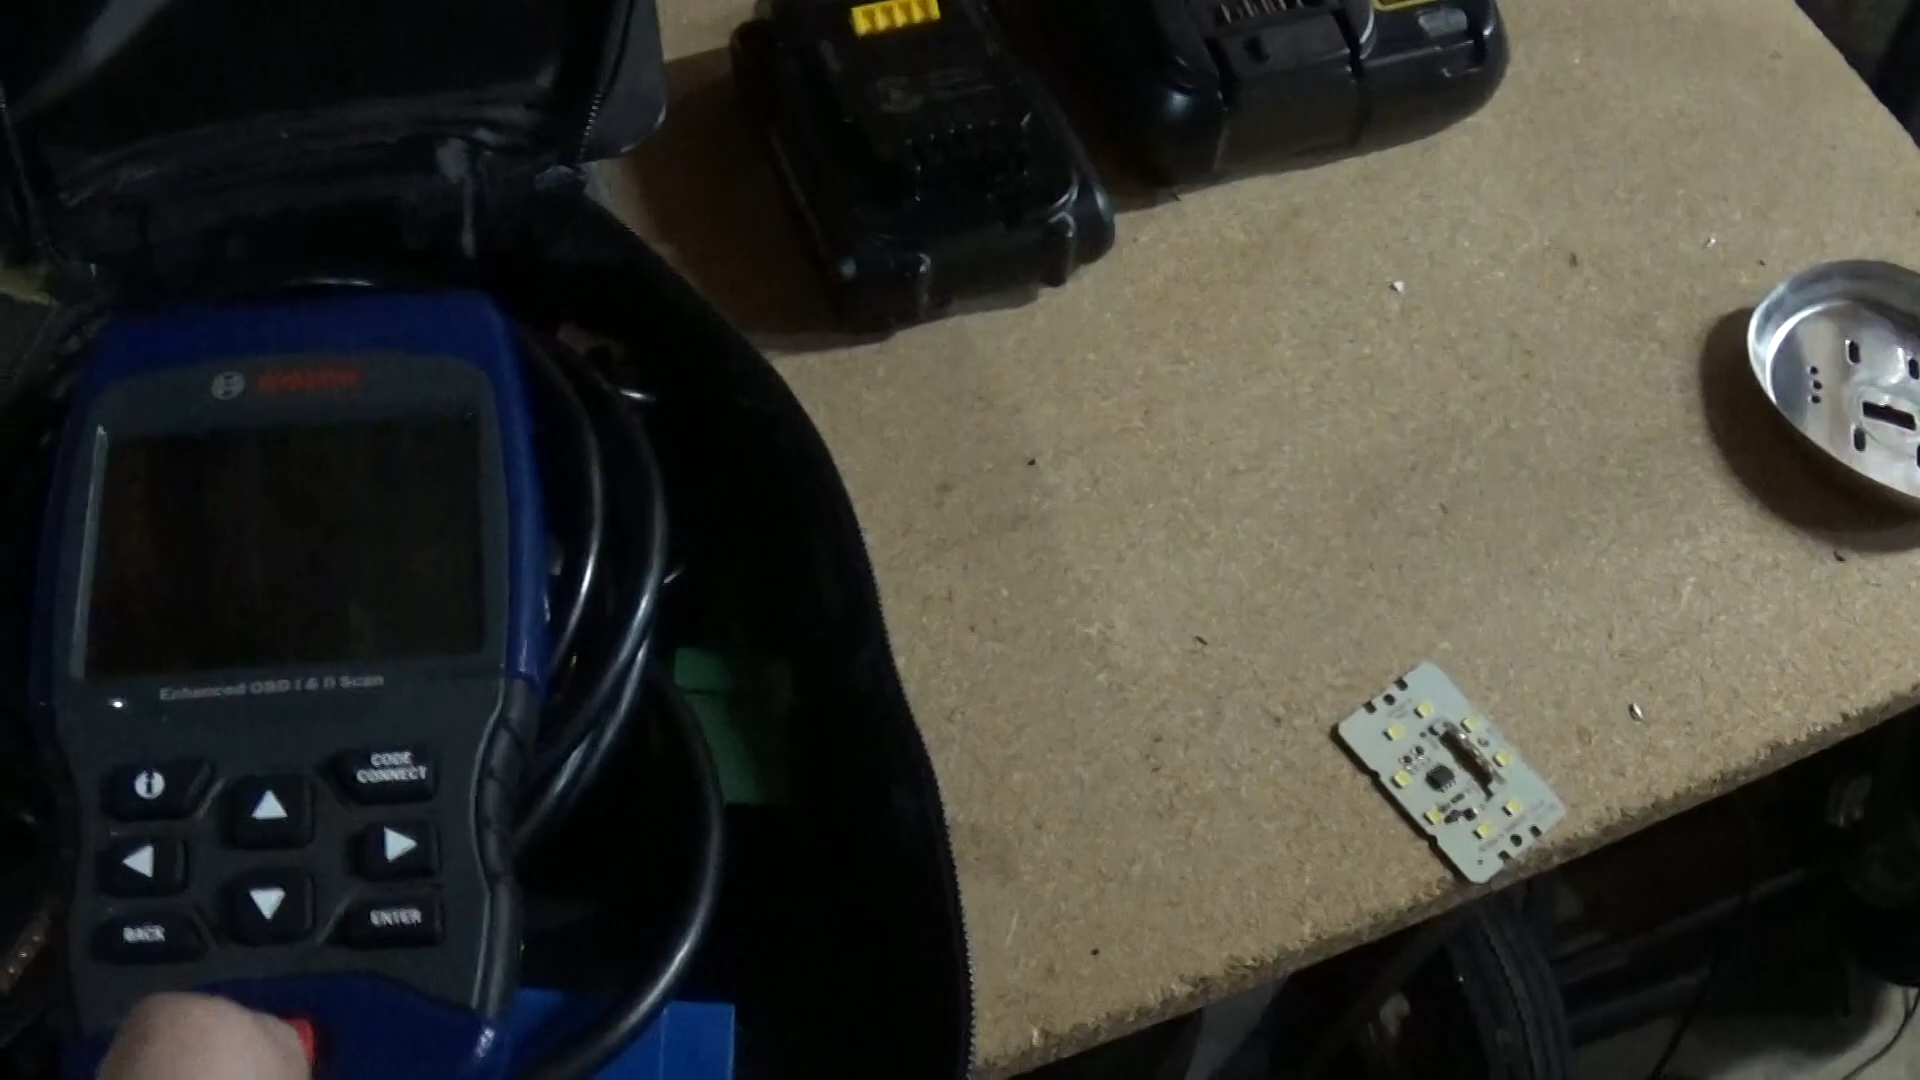 Enhanced OBD I & II Scan
CODE
CONNECT
BACK
ENTER